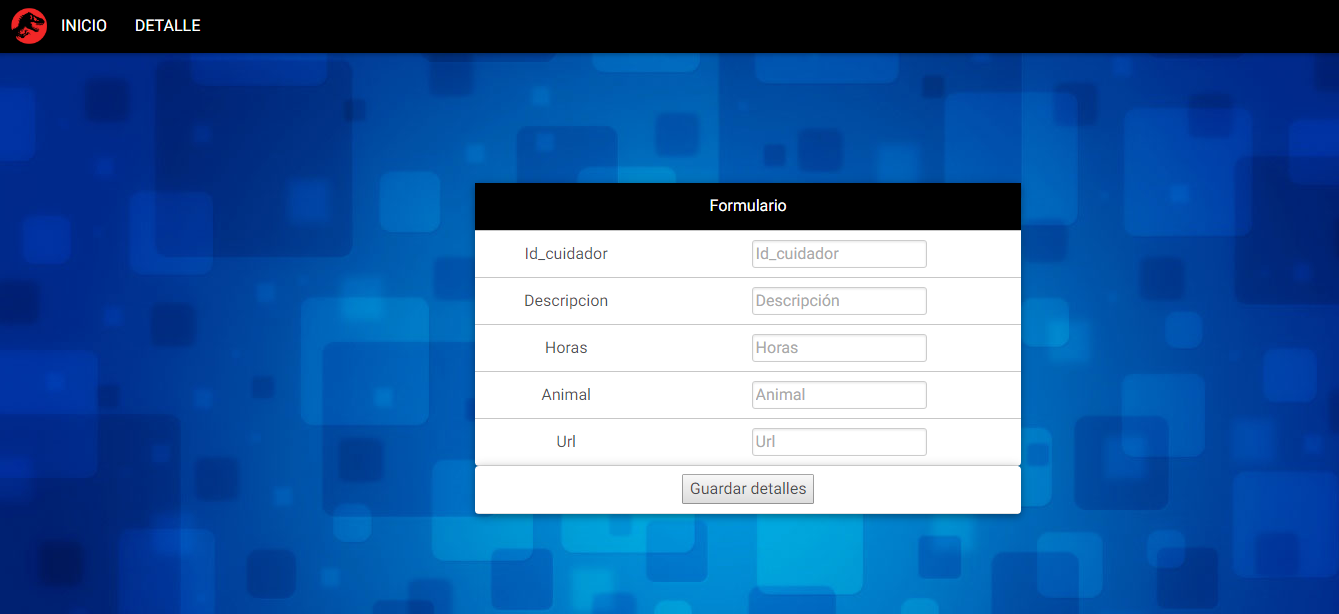 INICIO DETALLE
Formulario
Id_cuidador Id_cuidador
Descripcion Descripción
Horas Horas
Animal Animal
Url Url
Guardar detalles